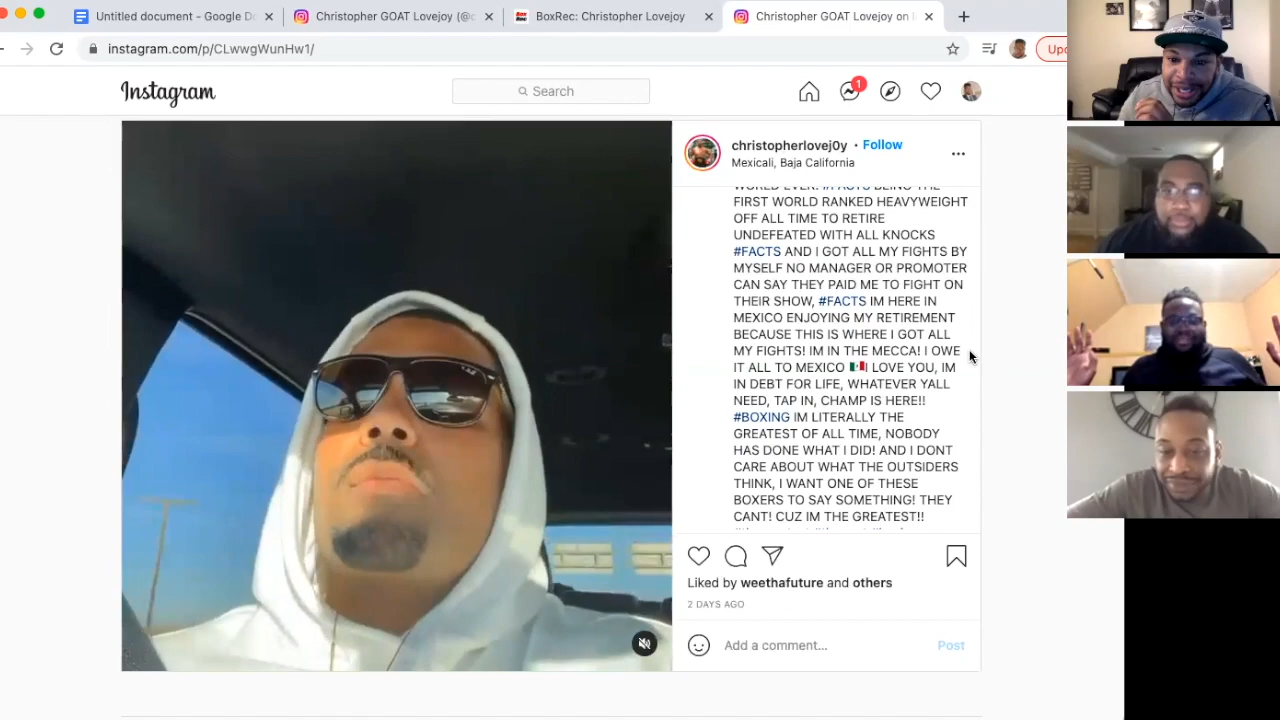 Untitled document - Google D
Christopher GOAT Lovejoy (@c
BoxRec: Christopher Lovejoy
Christopher GOAT Lovejoy on I
instagram.com/p/CLwwgWunHw1/
Instagram
Search
1
christopherlovej0y • Follow
Mexicali, Baja California
WORLD EVER! #FACTS BEING THE
FIRST WORLD RANKED HEAVYWEIGHT
OFF ALL TIME TO RETIRE
UNDEFEATED WITH ALL KNOCKS
#FACTS AND I GOT ALL MY FIGHTS BY
MYSELF NO MANAGER OR PROMOTER
CAN SAY THEY PAID ME TO FIGHT ON
THEIR SHOW, #FACTS IM HERE IN
MEXICO ENJOYING MY RETIREMENT
BECAUSE THIS IS WHERE I GOT ALL
MY FIGHTS! IM IN THE MECCA! I OWE
IT ALL TO MEXICO 🇲🇽I LOVE YOU, IM
IN DEBT FOR LIFE, WHATEVER YALL
NEED, TAP IN, CHAMP IS HERE!!
#BOXING IM LITERALLY THE
GREATEST OF ALL TIME, NOBODY
HAS DONE WHAT I DID! AND I DONT
CARE ABOUT WHAT THE OUTSIDERS
THINK, I WANT ONE OF THESE
BOXERS TO SAY SOMETHING! THEY
CANT! CUZ IM THE GREATEST!!
Liked by weethafuture and others
2 DAYS AGO
Add a comment...
Post